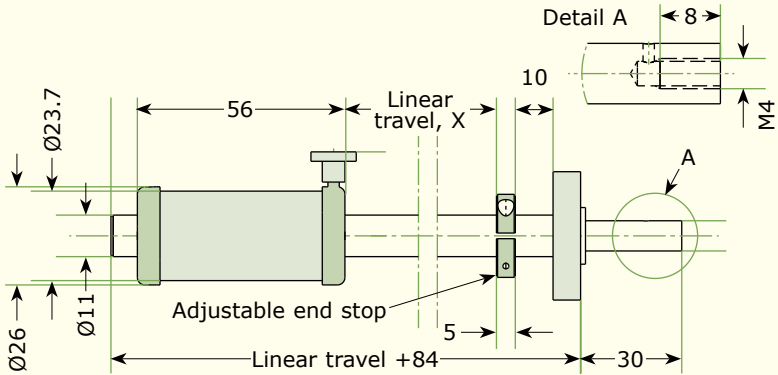 Detail A
8
10
M4
Linear
travel, X
56
Ø23.7
A
Ø26
Ø11
Adjustable end stop
5
Linear travel +84
30